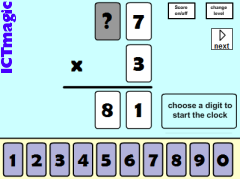 ICTmagic
Score on/off
change level
? 7
next
x 3
8 1
choose a digit to
start the clock
1 2 3 4 5 6 7 8 9 0